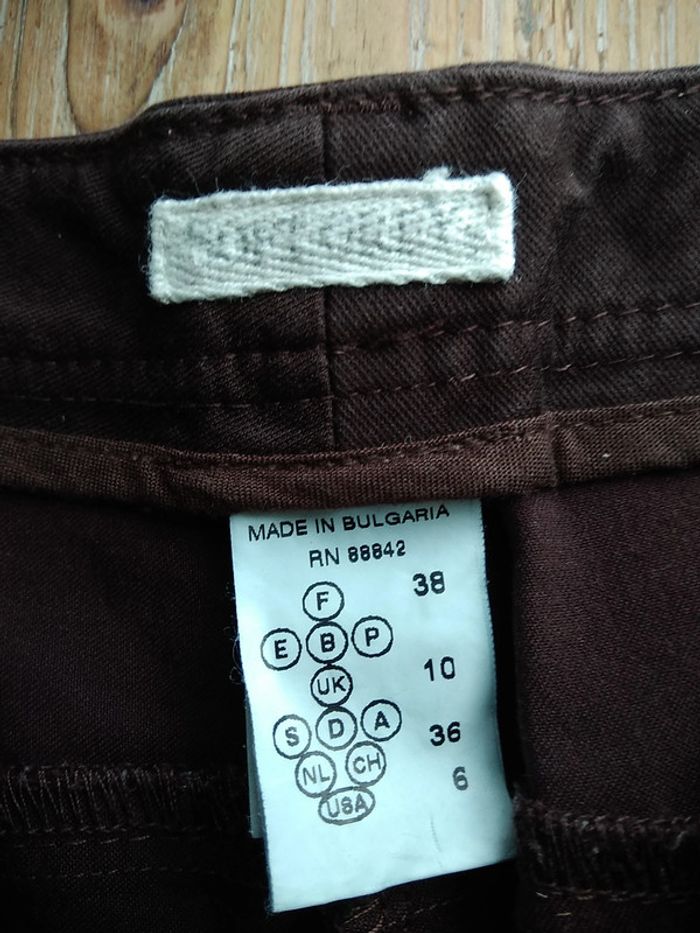 MADE IN BULGARIA
RN 88842
F 38
E B P
UK 10
S D A 36
NL CH
USA 6